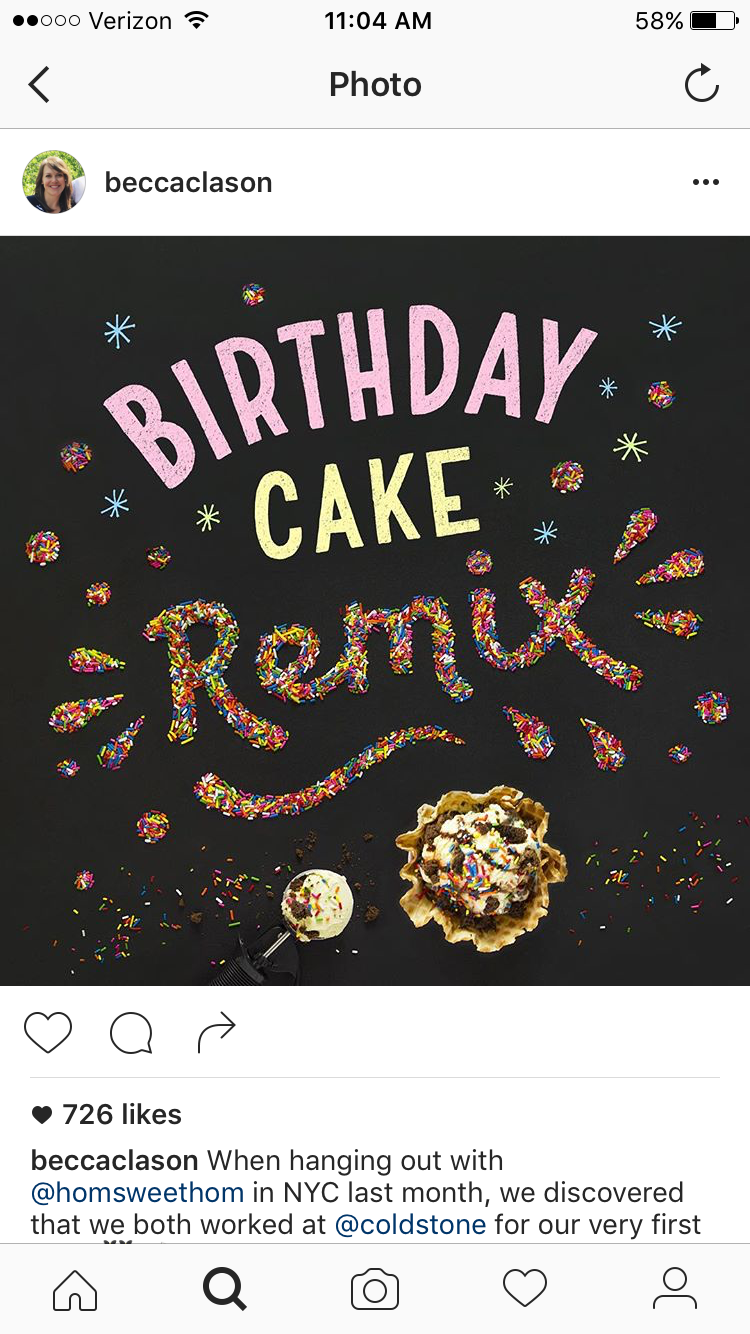 Verizon 11:04 AM 58%
Photo
beccaclason
BIRTHDAY
CAKE
Remix
726 likes
beccaclason When hanging out with
@homsweethom in NYC last month, we discovered
that we both worked at @coldstone for our very first